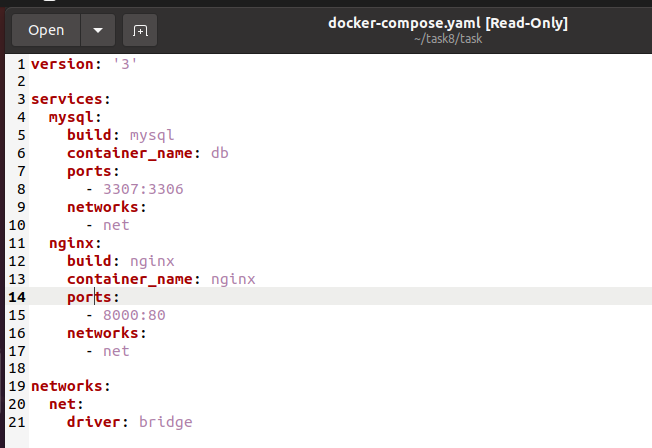 Open
docker-compose.yaml [Read-Only]
~/task8/task
1 version: '3'
2
3 services:
4   mysql:
5     build: mysql
6     container_name: db
7     ports:
8       - 3307:3306
9     networks:
10       - net
11   nginx:
12     build: nginx
13     container_name: nginx
14     ports:
15       - 8000:80
16     networks:
17       - net
18
19 networks:
20   net:
21     driver: bridge